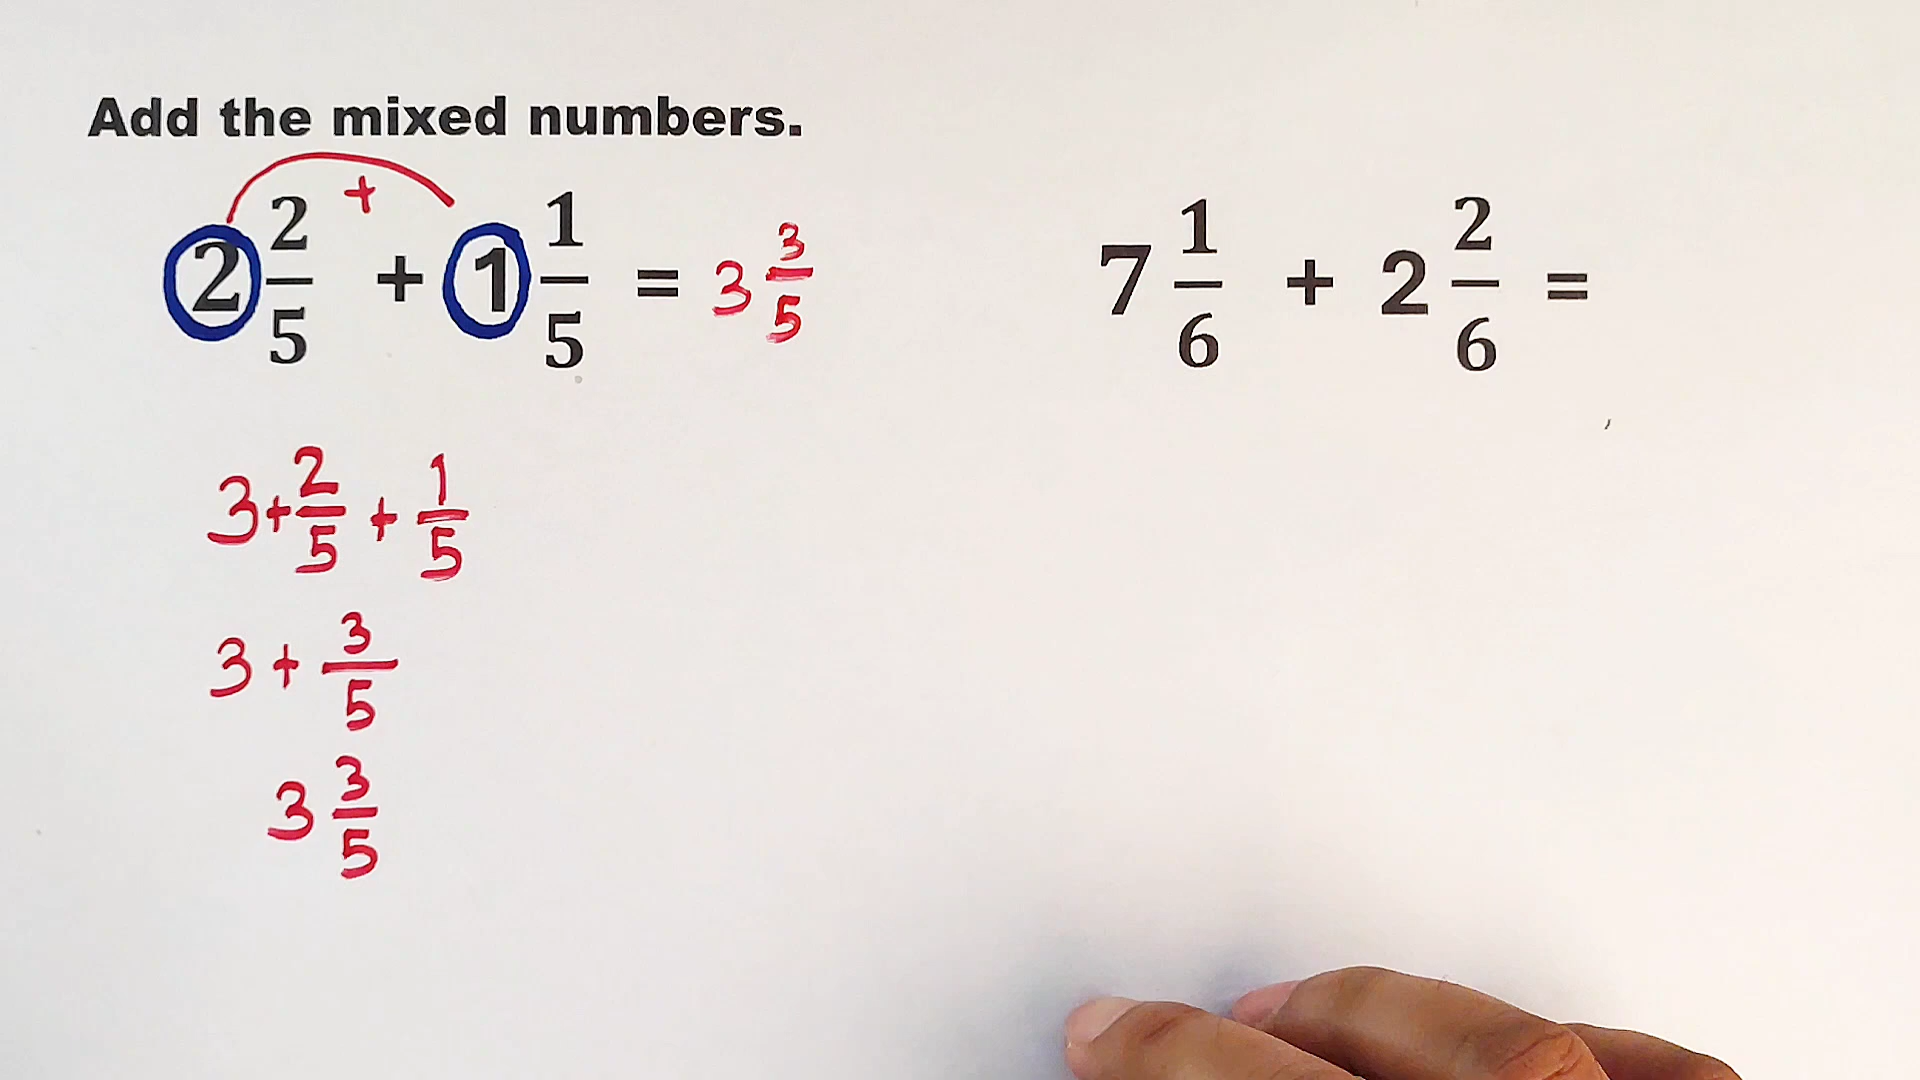 Add the mixed numbers.
+
2 2/5 + 1 1/5 = 3 3/5
7 1/6 + 2 2/6 =
3 + 2/5 + 1/5
3 + 3/5
3 3/5